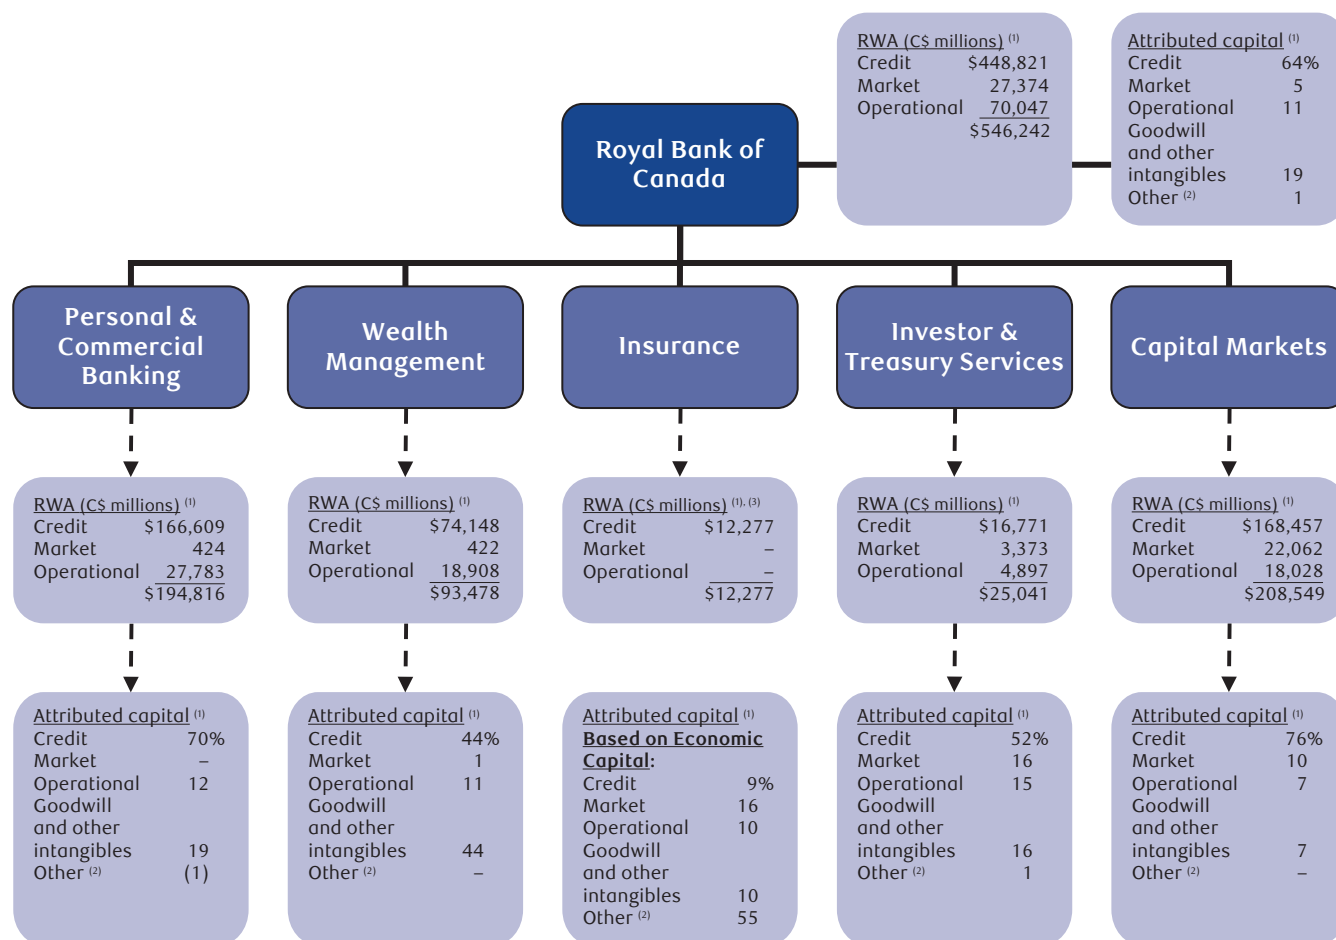 RWA (C$ millions) (1)
Credit $448,821
Market 27,374
Operational 70,047
$546,242
Attributed capital (1)
Credit 64%
Market 5
Operational 11
Goodwill
and other
intangibles 19
Other (2) 1
Royal Bank of
Canada
Personal &
Commercial
Banking
Wealth
Management
Insurance
Investor &
Treasury Services
Capital Markets
RWA (C$ millions) (1)
Credit $166,609
Market 424
Operational 27,783
$194,816
RWA (C$ millions) (1)
Credit $74,148
Market 422
Operational 18,908
$93,478
RWA (C$ millions) (1), (3)
Credit $12,277
Market –
Operational –
$12,277
RWA (C$ millions) (1)
Credit $16,771
Market 3,373
Operational 4,897
$25,041
RWA (C$ millions) (1)
Credit $168,457
Market 22,062
Operational 18,028
$208,549
Attributed capital (1)
Credit 70%
Market –
Operational 12
Goodwill
and other
intangibles 19
Other (2) (1)
Attributed capital (1)
Credit 44%
Market 1
Operational 11
Goodwill
and other
intangibles 44
Other (2) –
Attributed capital (1)
Based on Economic
Capital:
Credit 9%
Market 16
Operational 10
Goodwill
and other
intangibles 10
Other (2) 55
Attributed capital (1)
Credit 52%
Market 16
Operational 15
Goodwill
and other
intangibles 16
Other (2) 1
Attributed capital (1)
Credit 76%
Market 10
Operational 7
Goodwill
and other
intangibles 7
Other (2) –